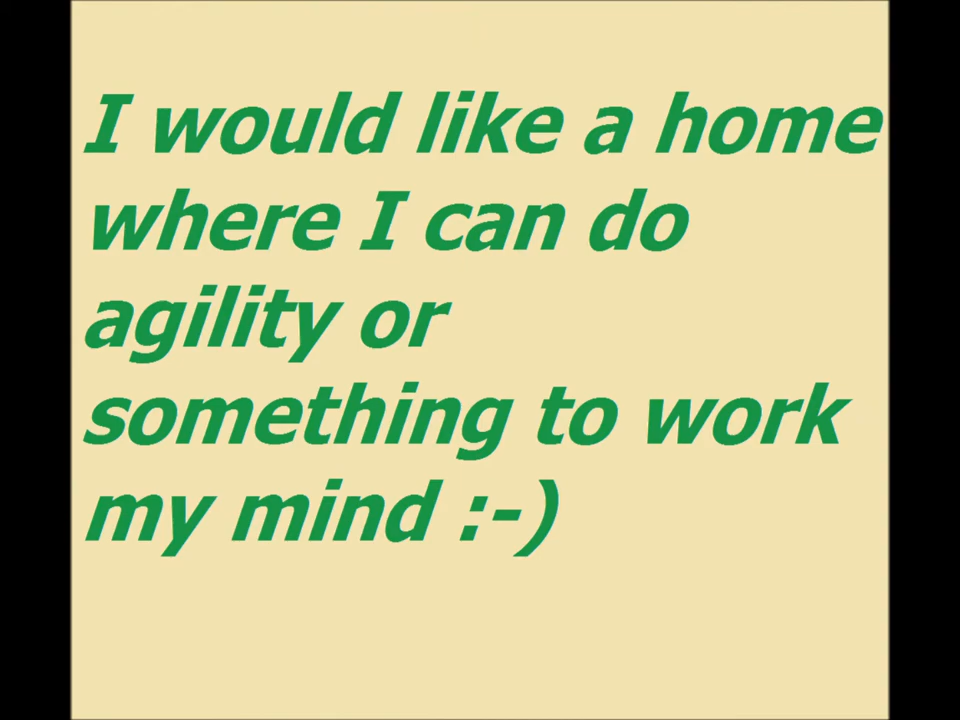 I would like a home
where I can do
agility or
something to work
my mind :-)